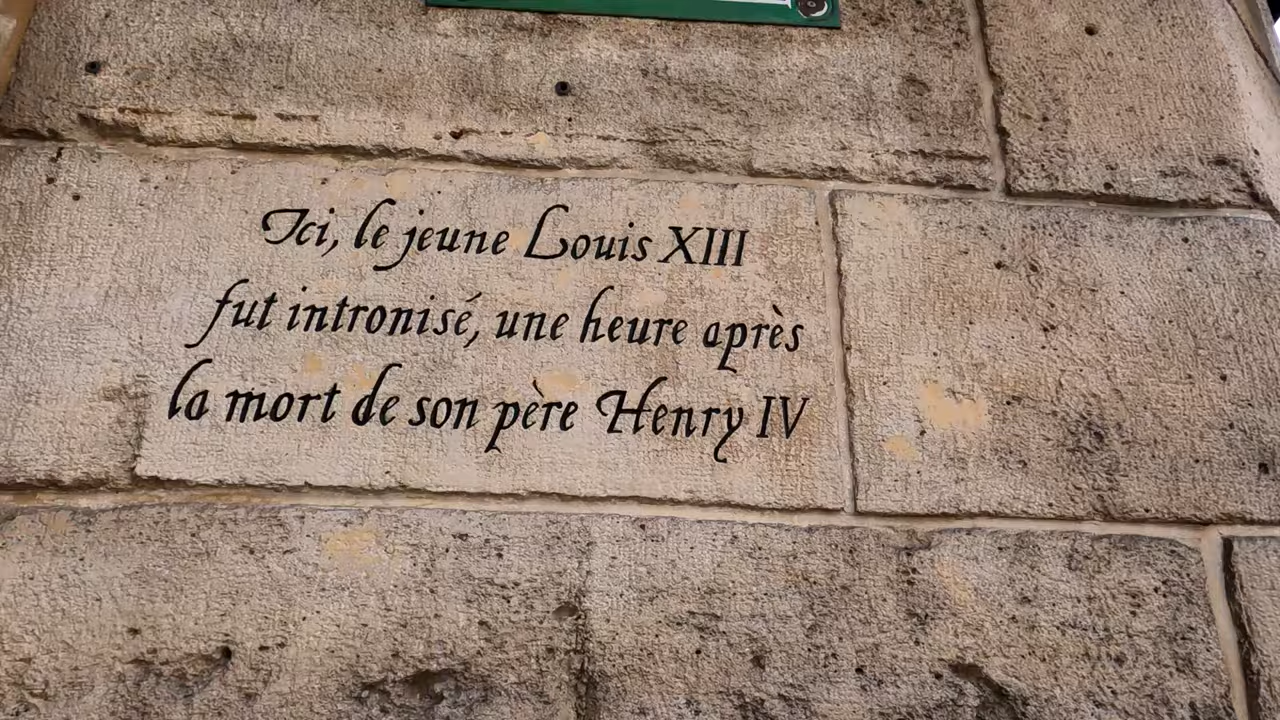 Ici, le jeune Louis XIII
fut intronisé, une heure après
la mort de son père Henry IV